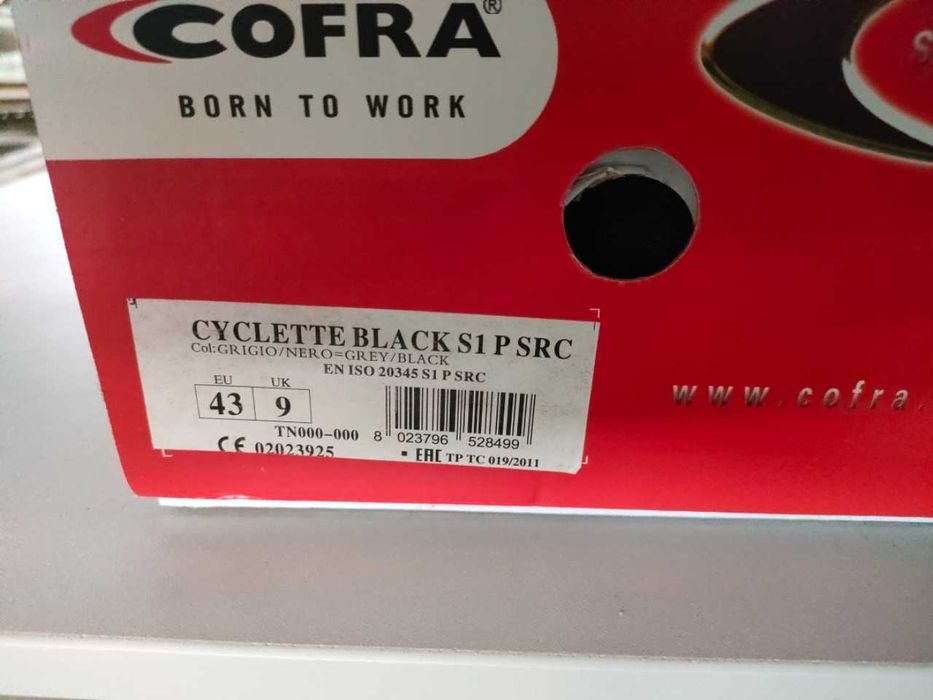 COFRA®
BORN TO WORK
CYCLETTE BLACK S1 P SRC
Col:GRIGIO/NERO=GREY/BLACK
EN ISO 20345 S1 P SRC
EU UK
43 9
TN000-000
8 023796 528499
CE 02023925
EAC TP TC 019/2011
www.cofra.